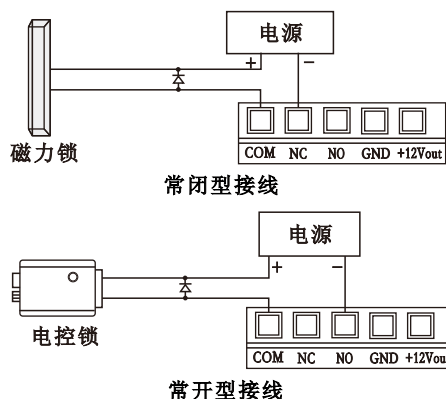 电源
+ −
磁力锁
COM NC NO GND +12Vout
常闭型接线
电源
+ −
电控锁
COM NC NO GND +12Vou
常开型接线